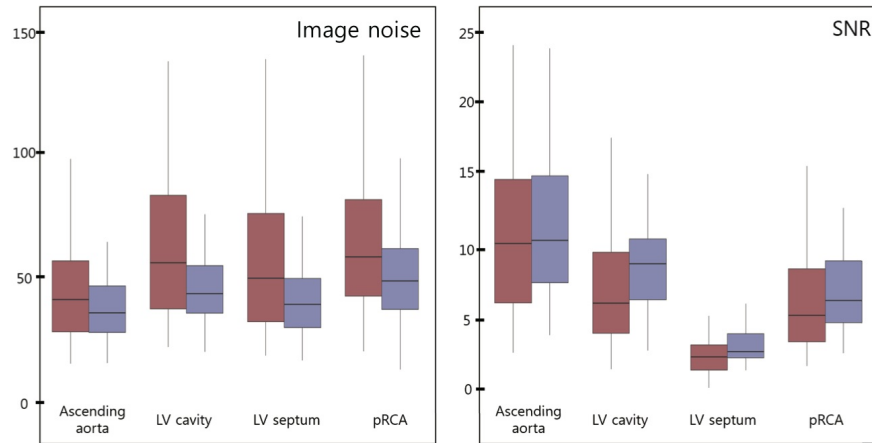 Image noise
150
100
50
0
Ascending
aorta
LV cavity
LV septum
pRCA
SNR
25
20
15
10
5
0
Ascending
aorta
LV cavity
LV septum
pRCA